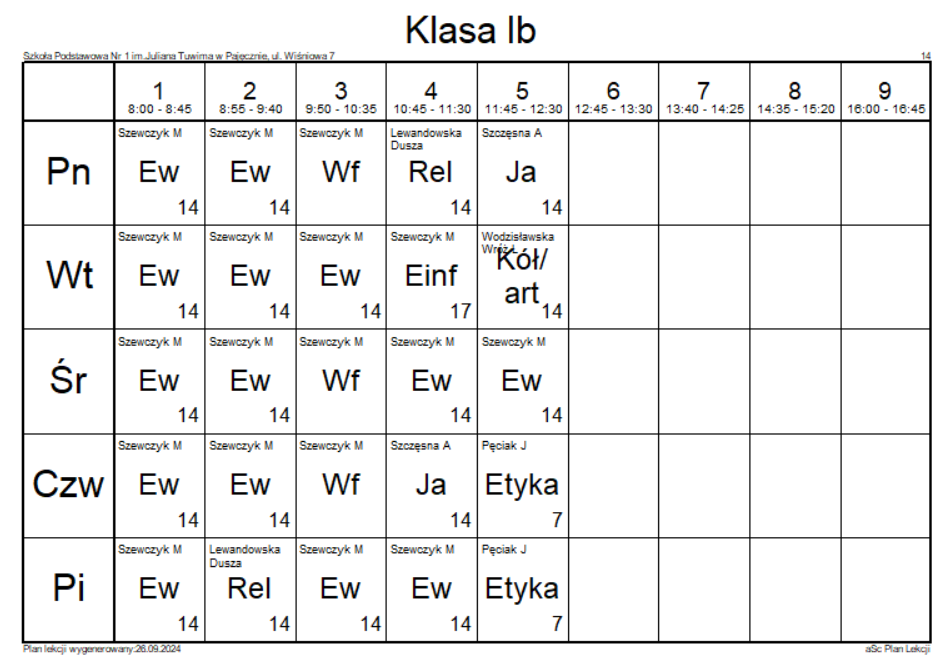 Klasa Ib
Szkoła Podstawowa Nr 1 im.Juliana Tuwima w Pajęcznie, ul. Wiśniowa 7 14
1 2 3 4 5 6 7 8 9
8:00 - 8:45 8:55 - 9:40 9:50 - 10:35 10:45 - 11:30 11:45 - 12:30 12:45 - 13:30 13:40 - 14:25 14:35 - 15:20 16:00 - 16:45
Szewczyk M Szewczyk M Szewczyk M Lewandowska Szczęsna A
Dusza
Pn Ew Ew Wf Rel Ja
14 14 14 14
Szewczyk M Szewczyk M Szewczyk M Szewczyk M Wodzisławska
Wróż L
Wt Ew Ew Ew Einf Kół/
art
14 14 14 17 14
Szewczyk M Szewczyk M Szewczyk M Szewczyk M Szewczyk M
Śr Ew Ew Wf Ew Ew
14 14 14 14
Szewczyk M Szewczyk M Szewczyk M Szczęsna A Pęciak J
Czw Ew Ew Wf Ja Etyka
14 14 14 7
Szewczyk M Lewandowska Szewczyk M Szewczyk M Pęciak J
Dusza
Pi Ew Rel Ew Ew Etyka
14 14 14 14 7
Plan lekcji wygenerowany:26.09.2024 aSc Plan Lekcji